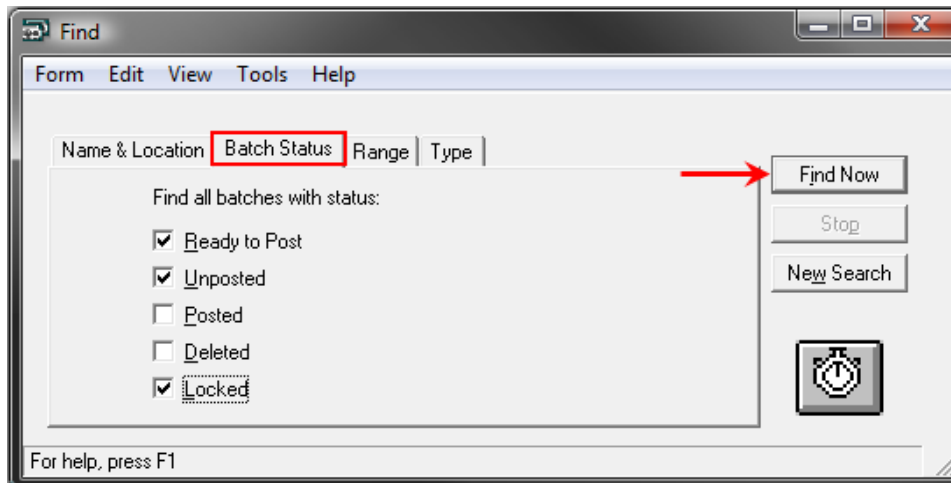 Find
Form Edit View Tools Help
Name & Location Batch Status Range Type
Find all batches with status:
Ready to Post
Unposted
Posted
Deleted
Locked
Find Now
Stop
New Search
For help, press F1